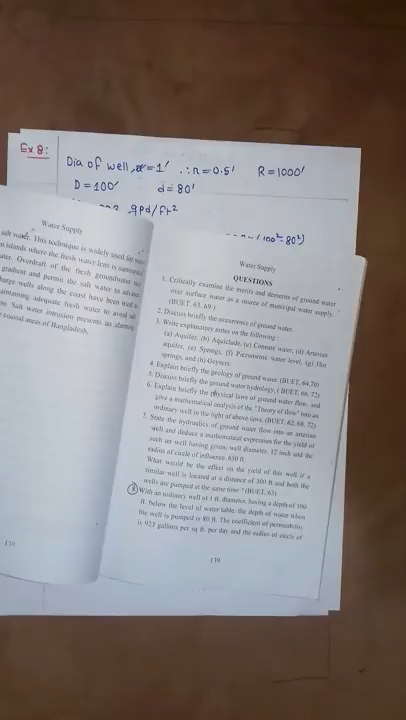 Ex 8:
Dia of well, d=1' ∴ r=0.5' R=1000'
D=100' d=80'
gpd/ft²
(100²-80²)
Water Supply
salt water. This technique is widely used for
islands where the fresh water lens is
water. Overdraft of the fresh groundwater
gradient and permit the salt water to
wells along the coast have been
maintaining adequate fresh water to avoid
Salt water intrusion presents an alarming
coastal areas of Bangladesh.
Water Supply
QUESTIONS
1. Critically examine the merits and demerits of ground water
over surface water as a source of municipal water supply.
(BUET, 63, 69 )
2. Discuss briefly the occurrence of ground water.
3. Write explanatory notes on the following :
(a) Aquifer, (b) Aquiclude, (c) Connate water, (d) Artesian
aquifer, (e) Springs, (f) Piezometric water level, (g) Hot
springs, and (h) Geysers.
4. Explain briefly the geology of ground water. (BUET, 64,70)
5. Discuss briefly the ground water hydrology, ( BUET, 66, 72)
6. Explain briefly the physical laws of ground water flow, and
give a mathematical analysis of the "Theory of flow" into an
ordinary well in the light of above laws. (BUET, 62, 68, 72)
7. State the hydraulics of ground water flow into an artesian
well and deduce a mathematical expression for the yield of
such an well having given, well diameter, 12 inch and the
radius of circle of influence, 650 ft.
What would be the effect on the yield of this well if a
similar well is located at a distance of 300 ft and both the
wells are pumped at the same time ? (BUET, 63)
8. With an ordinary well of 1 ft. diameter, having a depth of 100
ft. below the level of water table, the depth of water when
the well is pumped is 80 ft. The coefficient of permeability
is 923 gallons per sq ft. per day and the radius of circle of
139